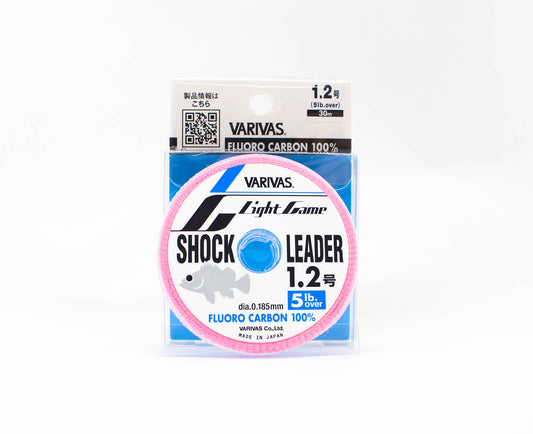 製品情報は
こちら
1.2号
(5lb.over)
30m
VARIVAS®
FLUORO CARBON 100%
VARIVAS®
Light Game
SHOCK LEADER
1.2号
dia.0.185mm
5lb.over
FLUORO CARBON 100%
VARIVAS Co.,Ltd.
MADE IN JAPAN